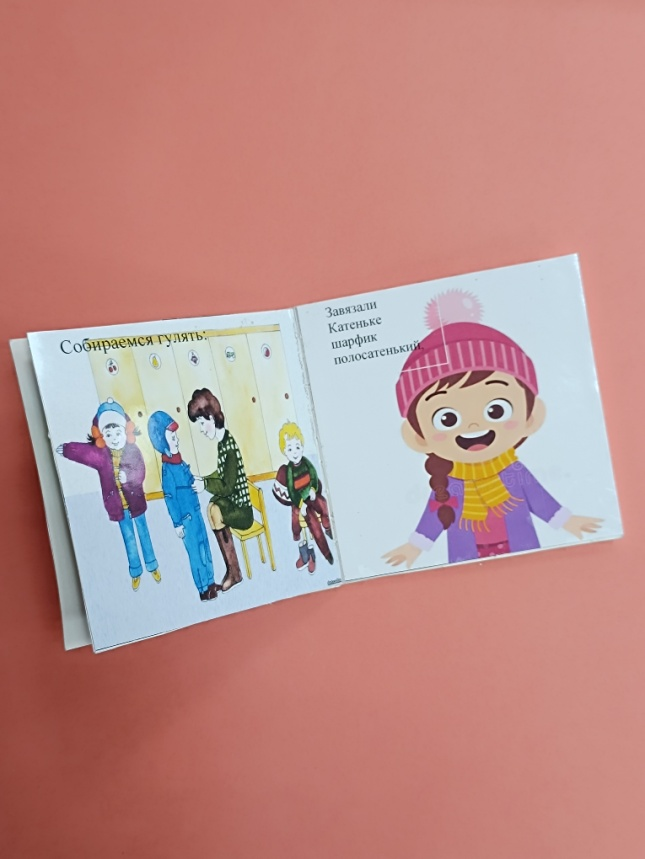 Собираемся гулять:
Завязали
Катеньке
шарфик
полосатенький.